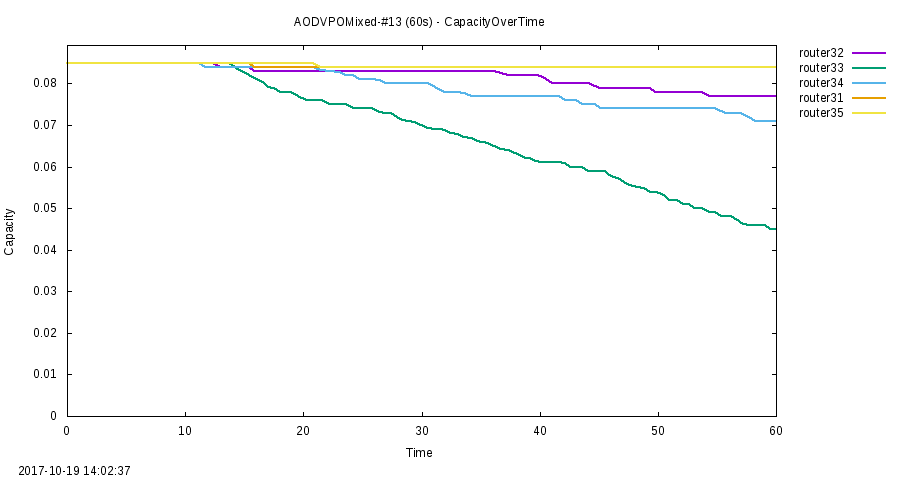 AODVPOMixed-#13 (60s) - CapacityOverTime
router32
router33
router34
router31
router35
0.08
0.07
0.06
0.05
0.04
0.03
0.02
0.01
0
Capacity
0 10 20 30 40 50 60
Time
2017-10-19 14:02:37